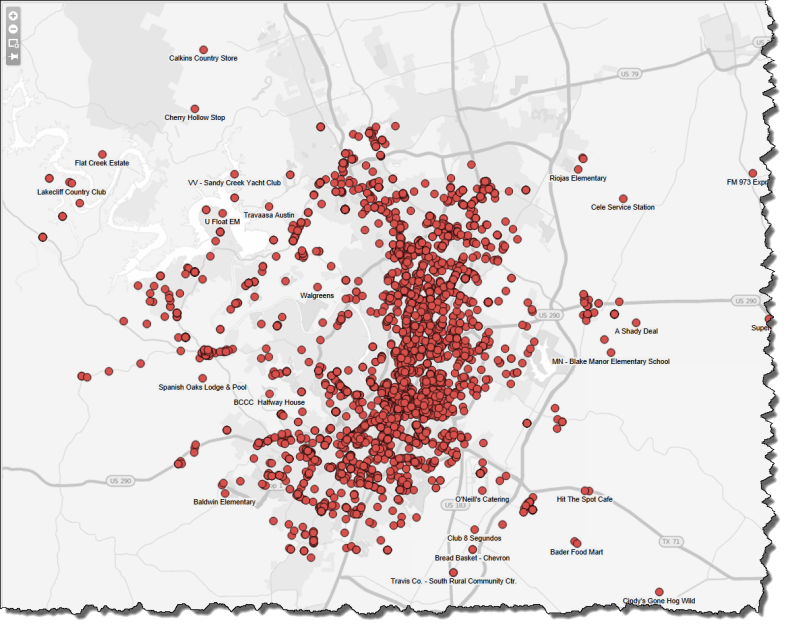 US
Calkins Country Store
US 79
Cherry Hollow Stop
Flat Creek Estate
Riojas Elementary
FM 973 Expr
VV - Sandy Creek Yacht Club
Lakecliff Country Club
Cele Service Station
Travaasa Austin
U Float EM
Walgreens
US 290
US 290
Super
A Shady Deal
MN - Blake Manor Elementary School
Spanish Oaks Lodge & Pool
BCCC Halfway House
US 290
Baldwin Elementary
O'Neill's Catering
Hit The Spot Cafe
US 183
Club 8 Segundos
TX 71
Bader Food Mart
Bread Basket - Chevron
Travis Co. - South Rural Community Ctr.
Cindy's Gone Hog Wild